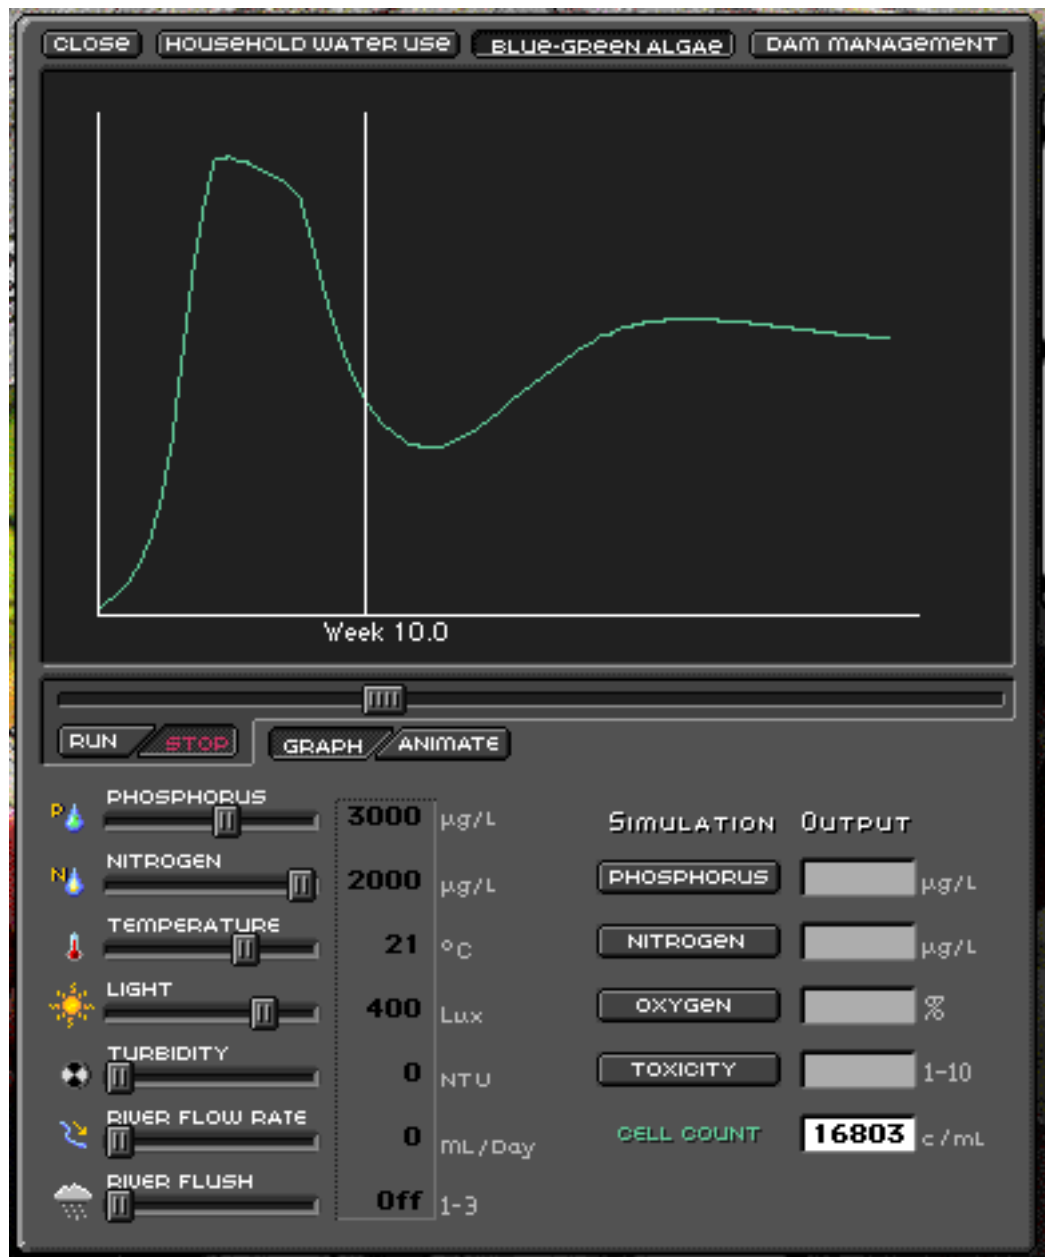 CLOSE HOUSEHOLD WATER USE BLUE-GREEN ALGAE DAM MANAGEMENT
Week 10.0
RUN STOP GRAPH ANIMATE
PHOSPHORUS
P 3000 µg/L
NITROGEN
N 2000 µg/L
TEMPERATURE
21 °C
LIGHT
400 Lux
TURBIDITY
0 NTU
RIVER FLOW RATE
0 ML/Day
RIVER FLUSH
Off 1-3
SIMULATION OUTPUT
PHOSPHORUS µg/L
NITROGEN µg/L
OXYGEN %
TOXICITY 1-10
CELL COUNT 16803 c/mL